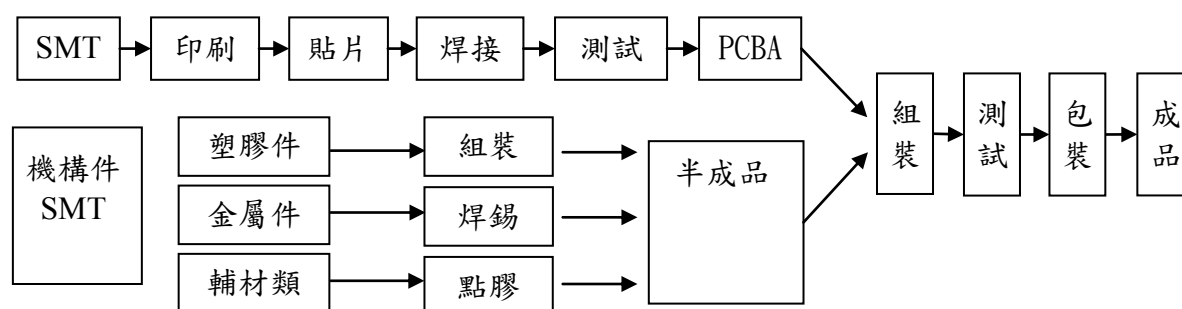 SMT
印刷
貼片
焊接
測試
PCBA
機構件
SMT
塑膠件
組裝
金屬件
焊錫
輔材類
點膠
半成品
組裝
測試
包裝
成品